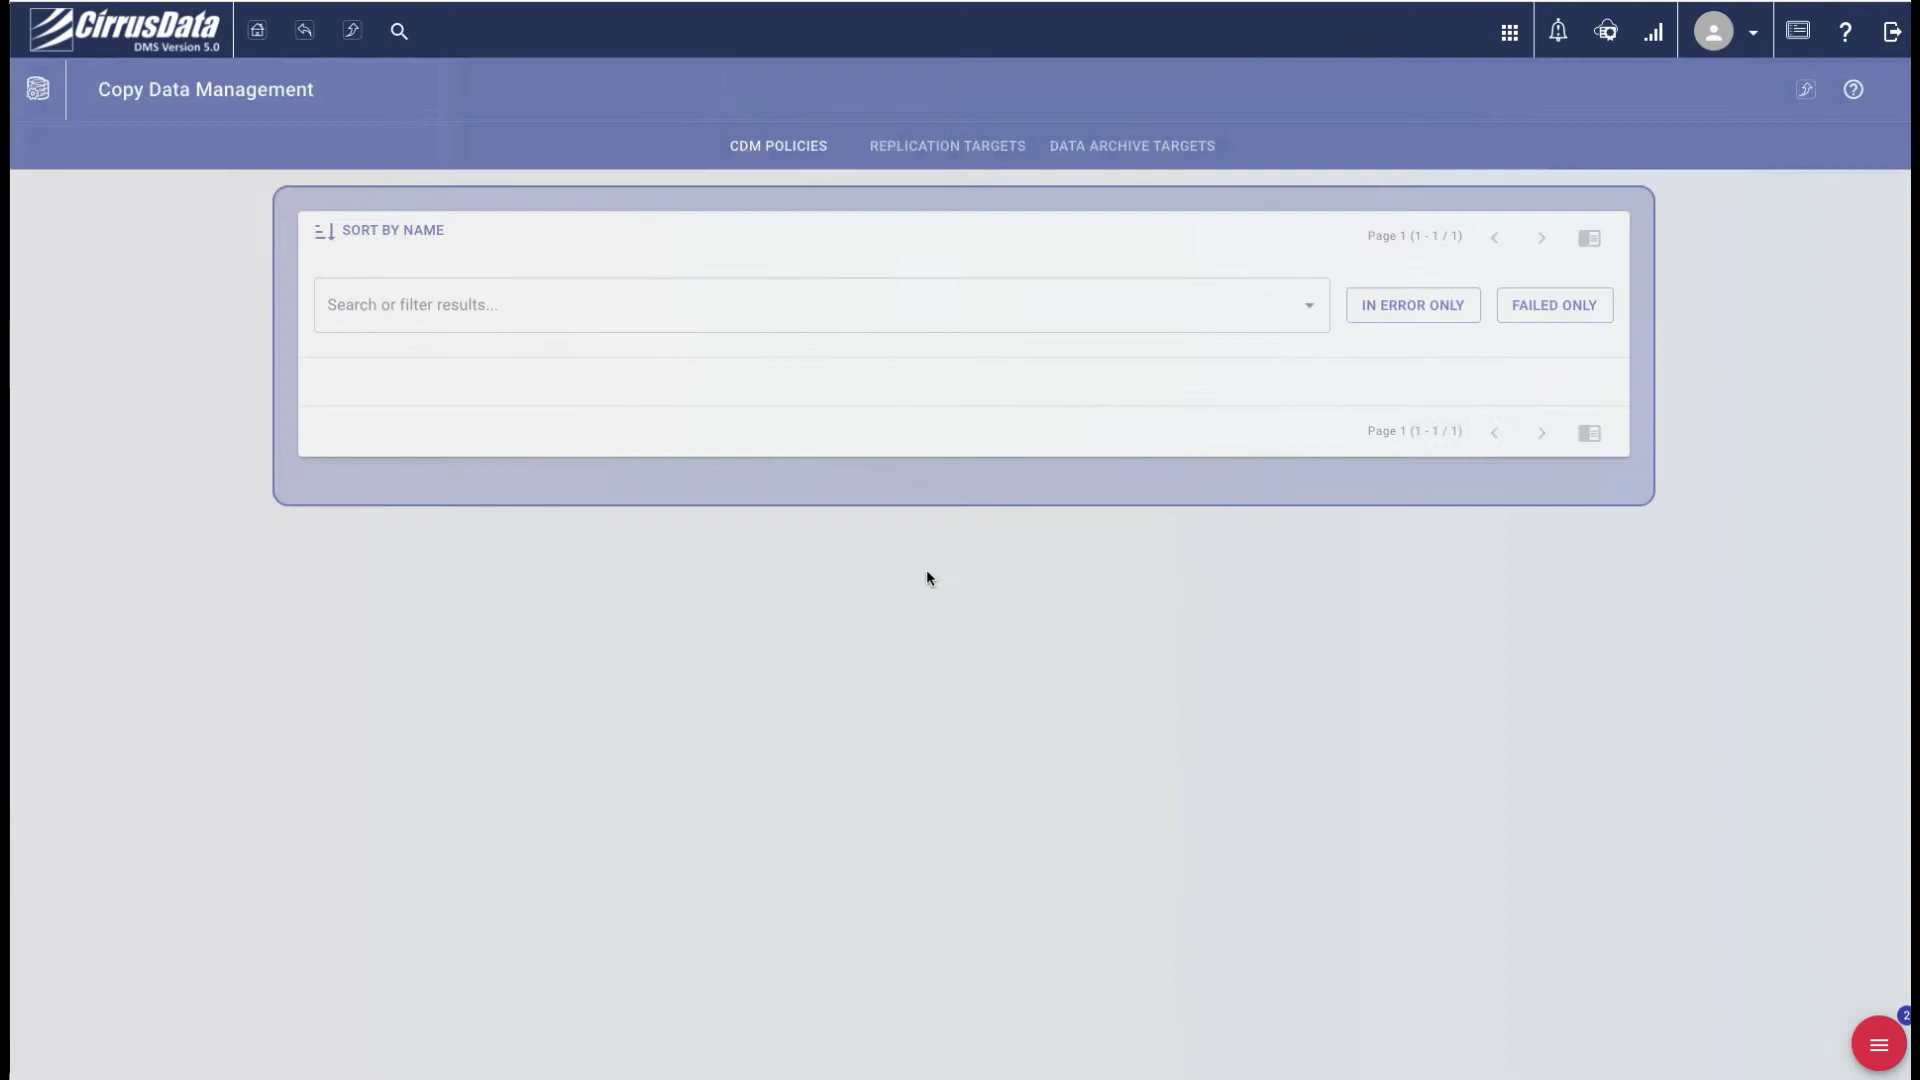 CirrusData
DMS Version 5.0
Copy Data Management
CDM POLICIES REPLICATION TARGETS DATA ARCHIVE TARGETS
SORT BY NAME
Page 1 (1 - 1 / 1)
Search or filter results...
IN ERROR ONLY
FAILED ONLY
Page 1 (1 - 1 / 1)
2